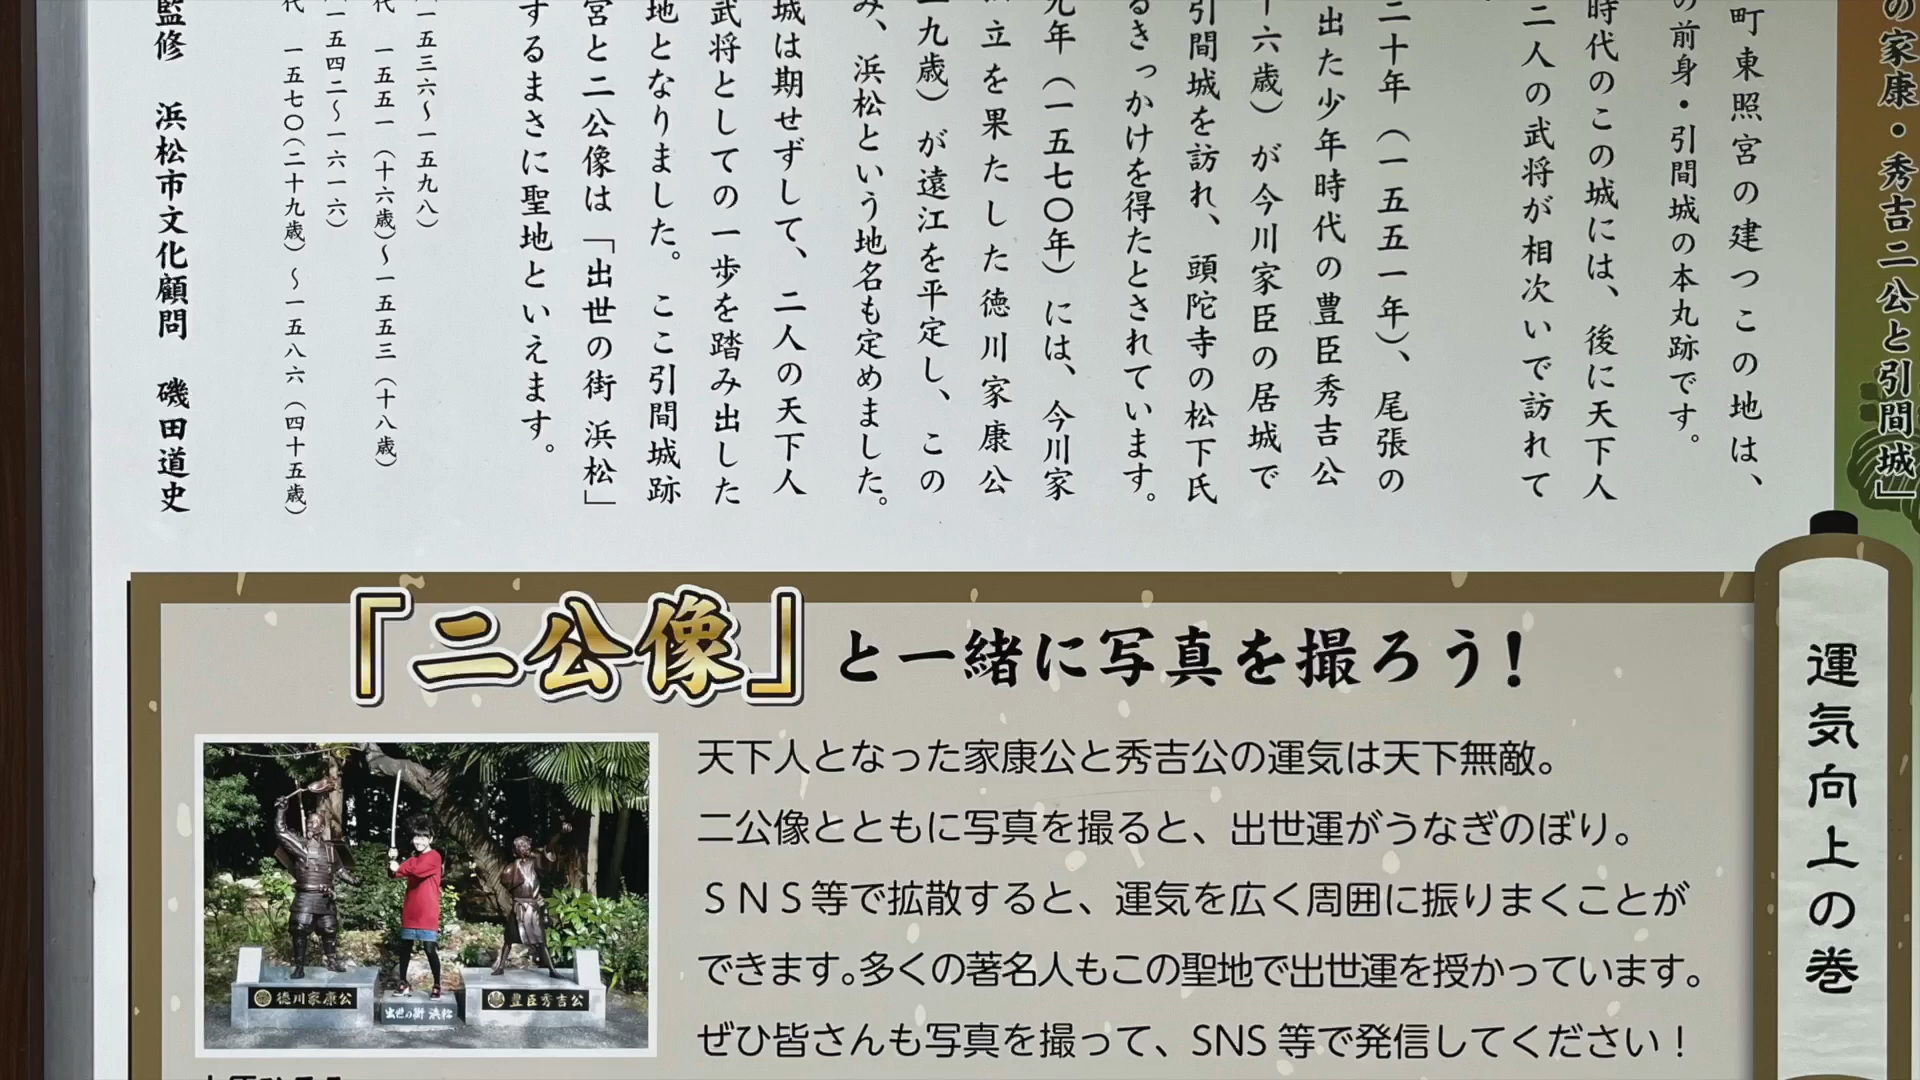 の家康・秀吉二公と引間城」
町東照宮の建つこの地は、
の前身・引間城の本丸跡です。
時代のこの城には、後に天下人
二人の武将が相次いで訪れて
二十年（一五五一年）、尾張の
出た少年時代の豊臣秀吉公
十六歳）が今川家臣の居城で
引間城を訪れ、頭陀寺の松下氏
るきっかけを得たとされています。
元年（一五七〇年）には、今川家
立を果たした徳川家康公
九歳）が遠江を平定し、この
み、浜松という地名も定めました。
城は期せずして、二人の天下人
武将としての一歩を踏み出した
地となりました。ここ引間城跡
宮と二公像は「出世の街 浜松」
するまさに聖地といえます。
一五三六〜一五九八）
代 一五五一（十六歳）〜一五五三（十八歳）
一五四二〜一六一六）
代 一五七〇（二十九歳）〜一五八六（四十五歳）
監修 浜松市文化顧問 磯田道史
運気向上の巻
「二公像」と一緒に写真を撮ろう！
天下人となった家康公と秀吉公の運気は天下無敵。
二公像とともに写真を撮ると、出世運がうなぎのぼり。
ＳＮＳ等で拡散すると、運気を広く周囲に振りまくことが
できます。多くの著名人もこの聖地で出世運を授かっています。
ぜひ皆さんも写真を撮って、SNS 等で発信してください！
徳川家康公
出世の街 浜松
豊臣秀吉公